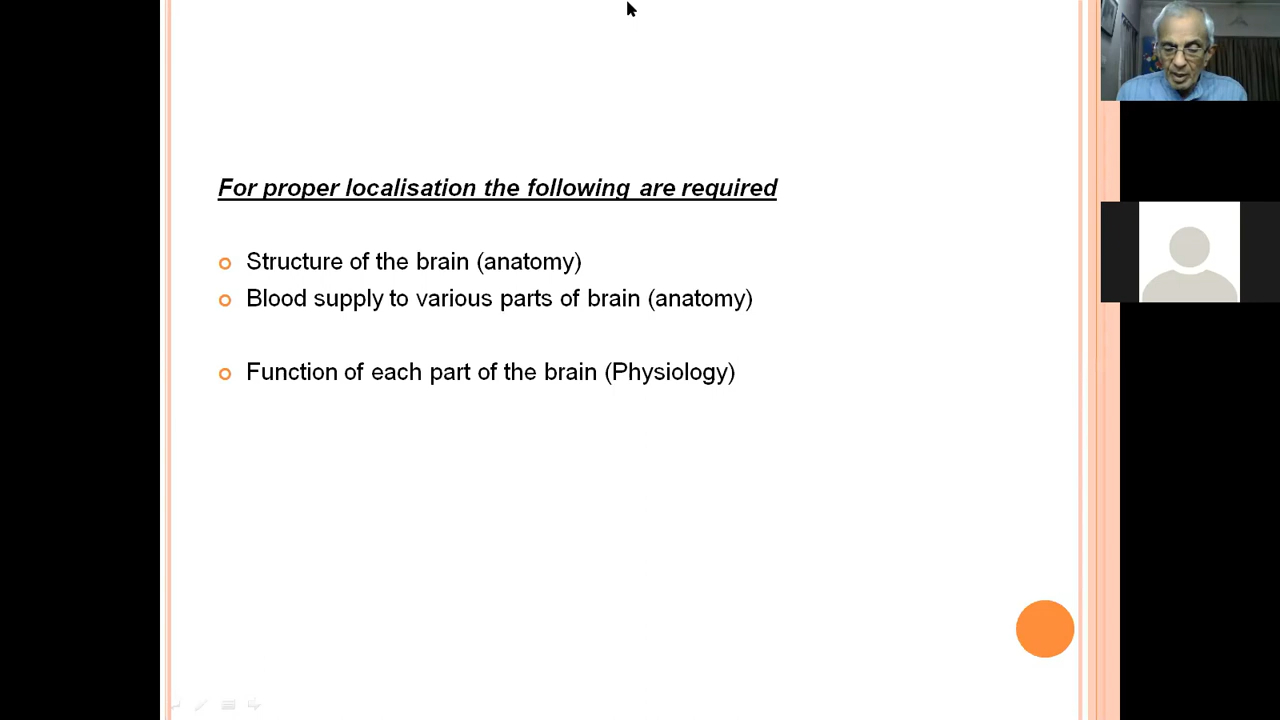 For proper localisation the following are required
Structure of the brain (anatomy)
Blood supply to various parts of brain (anatomy)
Function of each part of the brain (Physiology)